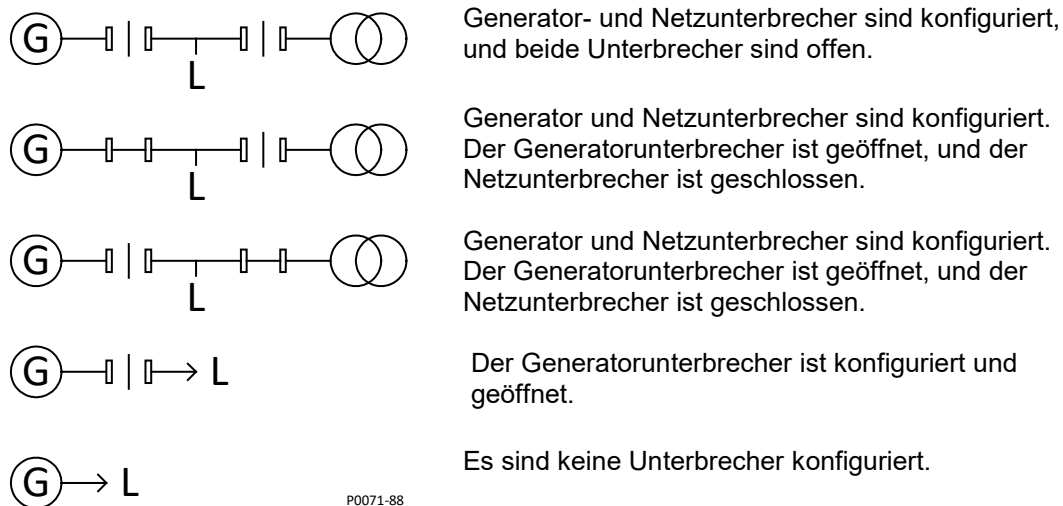 G
L
Generator- und Netzunterbrecher sind konfiguriert,
und beide Unterbrecher sind offen.
G
L
Generator und Netzunterbrecher sind konfiguriert.
Der Generatorunterbrecher ist geöffnet, und der
Netzunterbrecher ist geschlossen.
G
L
Generator und Netzunterbrecher sind konfiguriert.
Der Generatorunterbrecher ist geöffnet, und der
Netzunterbrecher ist geschlossen.
G L
Der Generatorunterbrecher ist konfiguriert und
geöffnet.
G L
Es sind keine Unterbrecher konfiguriert.
P0071-88